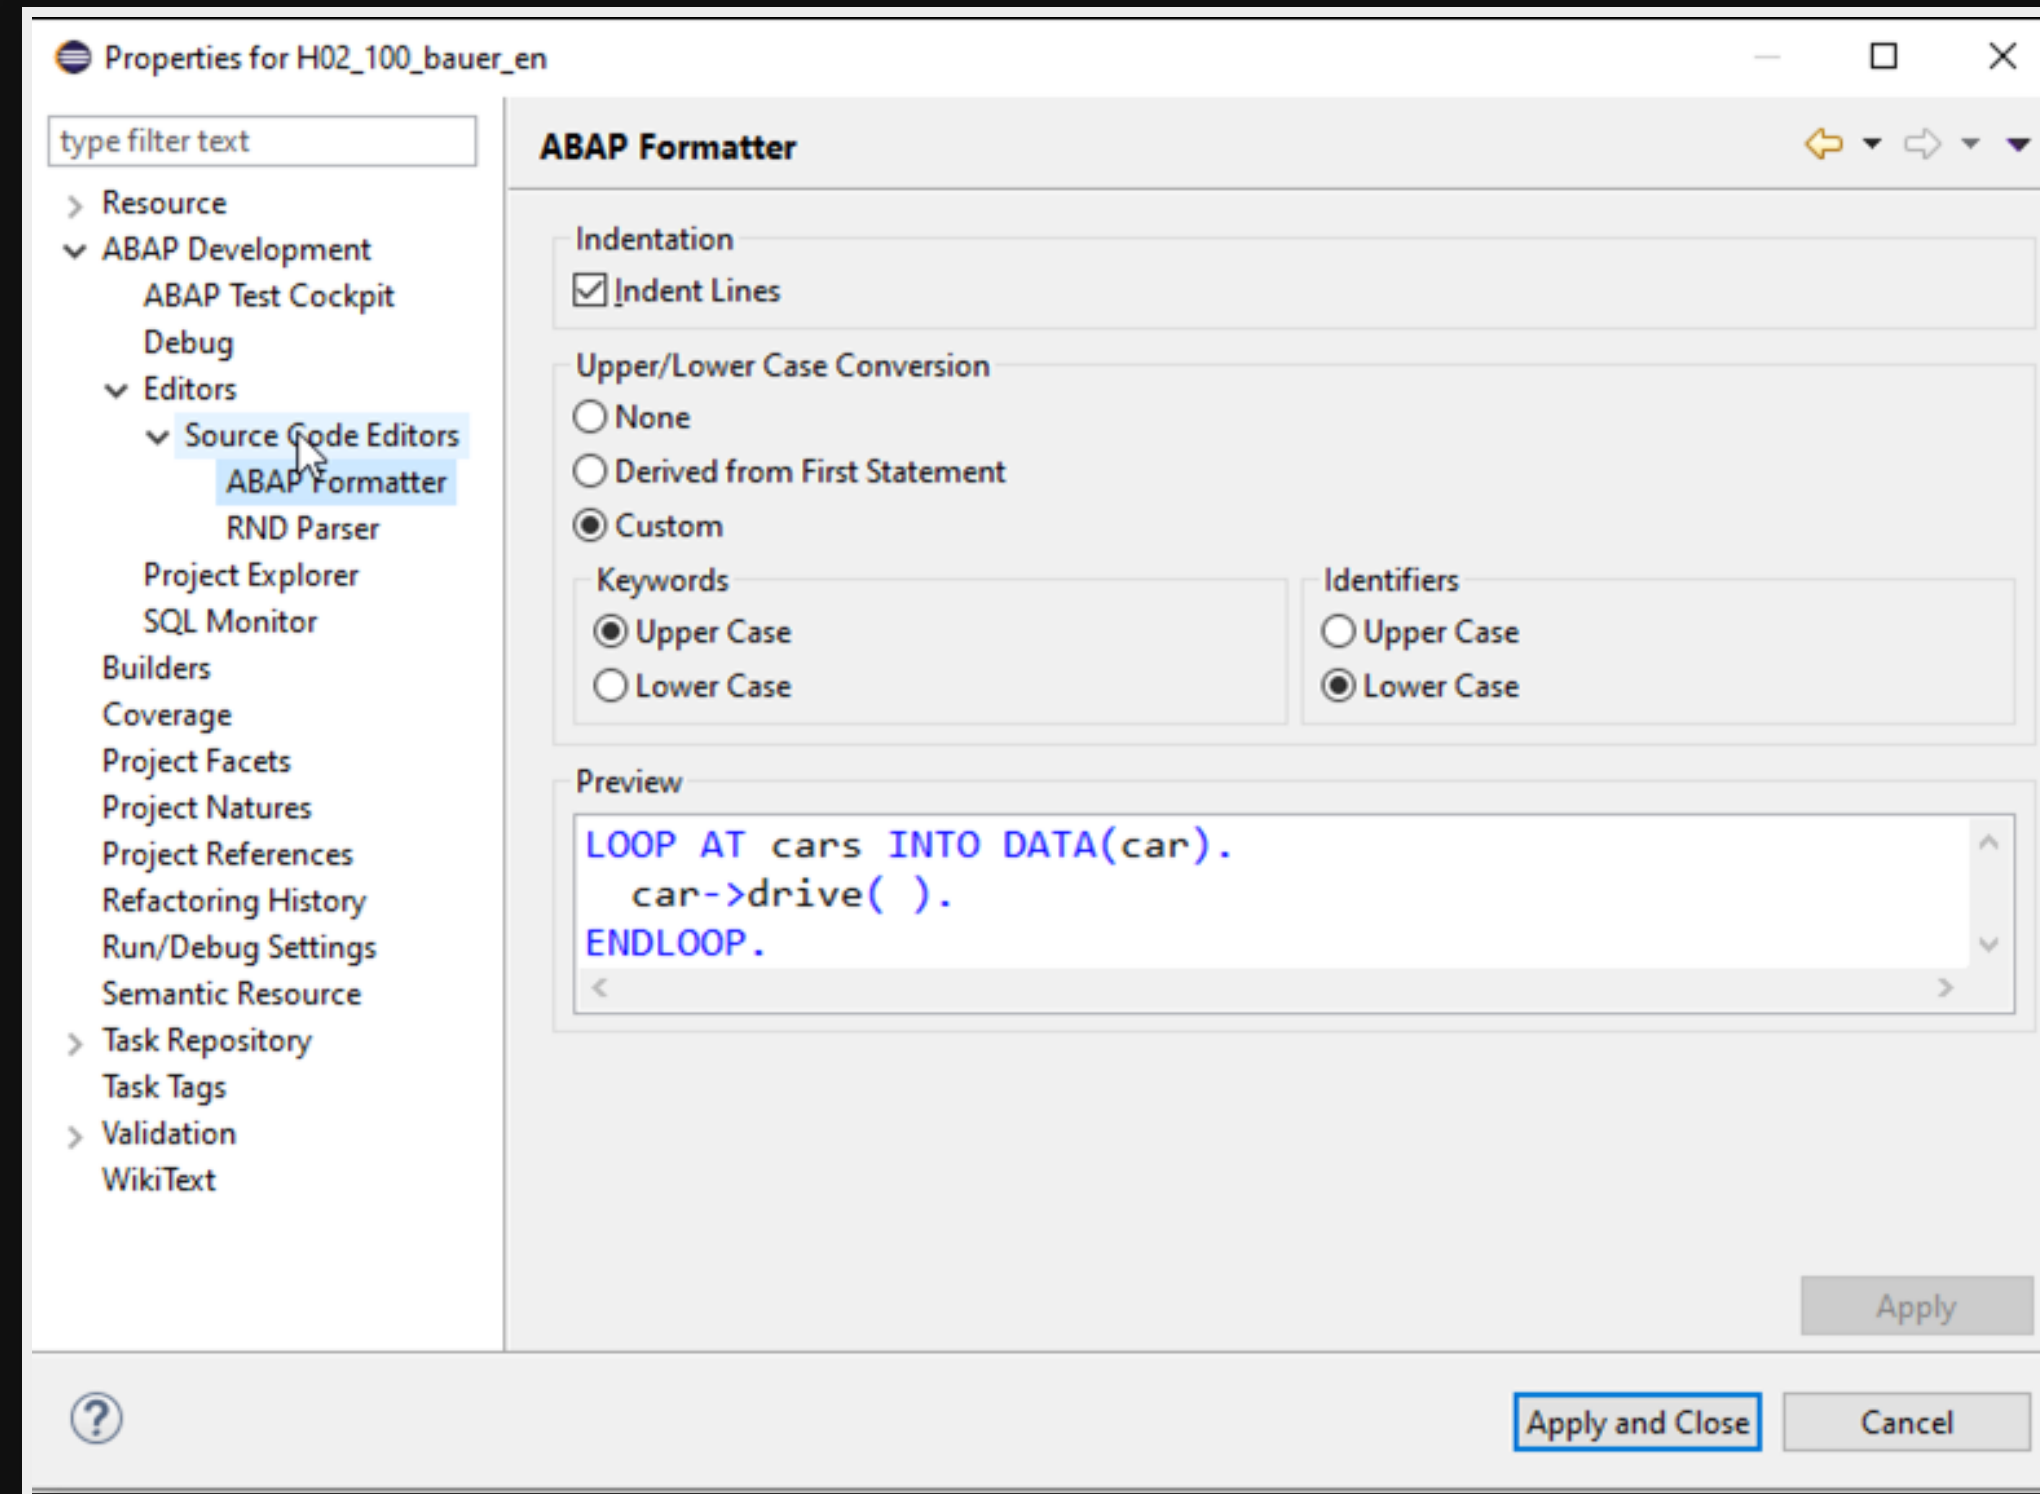 Properties for H02_100_bauer_en
type filter text
Resource
ABAP Development
ABAP Test Cockpit
Debug
Editors
Source Code Editors
ABAP Formatter
RND Parser
Project Explorer
SQL Monitor
Builders
Coverage
Project Facets
Project Natures
Project References
Refactoring History
Run/Debug Settings
Semantic Resource
Task Repository
Task Tags
Validation
WikiText
ABAP Formatter
Indentation
Indent Lines
Upper/Lower Case Conversion
None
Derived from First Statement
Custom
Keywords
Upper Case
Lower Case
Identifiers
Upper Case
Lower Case
Preview
LOOP AT cars INTO DATA(car).
  car->drive( ).
ENDLOOP.
Apply
Apply and Close
Cancel